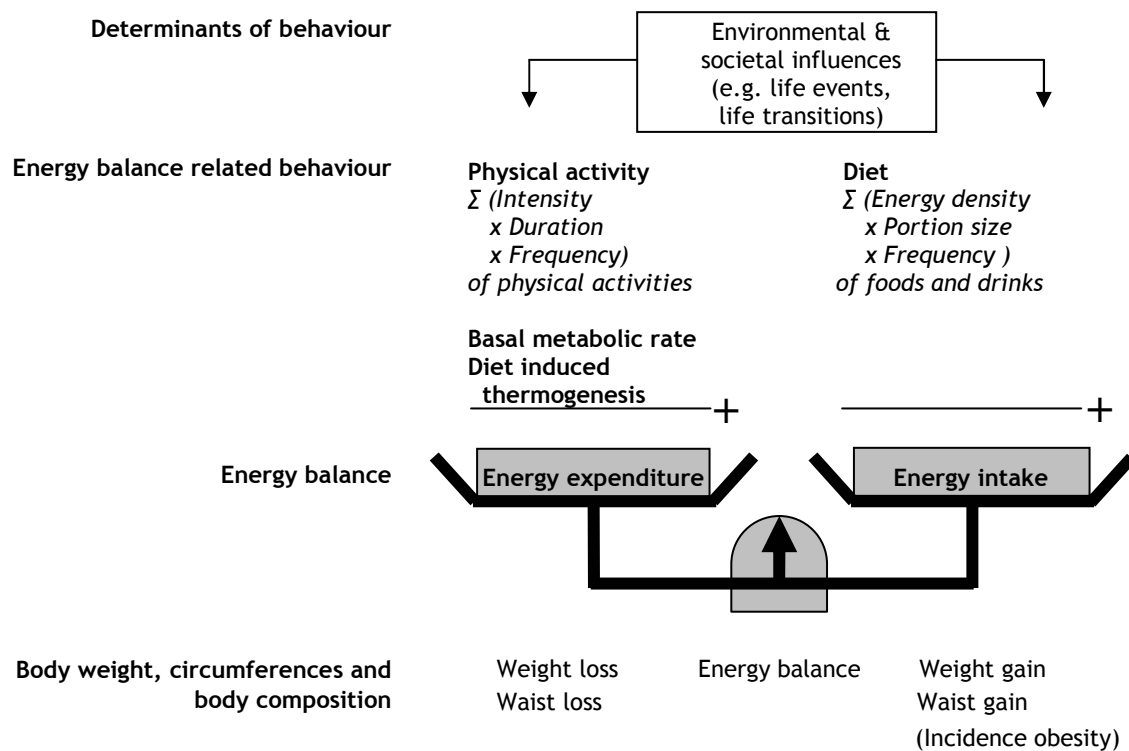 Determinants of behaviour
Environmental &
societal influences
(e.g. life events,
life transitions)
Energy balance related behaviour
Physical activity
Σ (Intensity
x Duration
x Frequency)
of physical activities
Diet
Σ (Energy density
x Portion size
x Frequency )
of foods and drinks
Basal metabolic rate
Diet induced
thermogenesis
+
+
Energy balance
Energy expenditure
Energy intake
Body weight, circumferences and
body composition
Weight loss
Waist loss
Energy balance
Weight gain
Waist gain
(Incidence obesity)